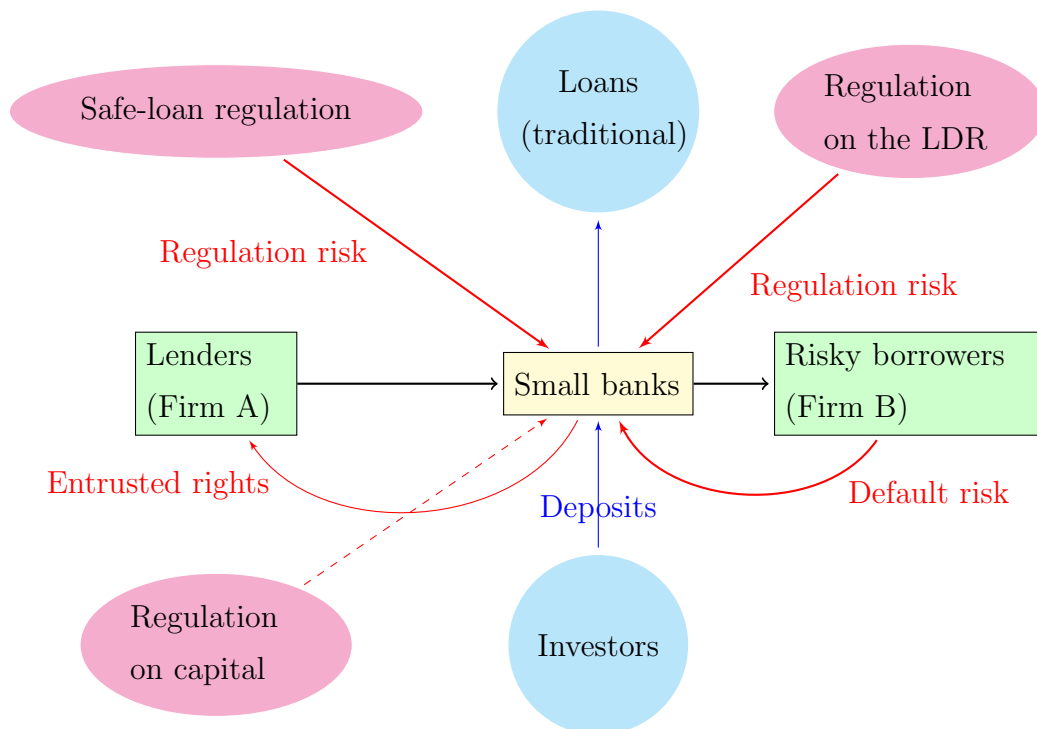 Safe-loan regulation
Loans
(traditional)
Regulation
on the LDR
Regulation risk
Regulation risk
Lenders
(Firm A)
Small banks
Risky borrowers
(Firm B)
Entrusted rights
Deposits
Default risk
Regulation
on capital
Investors